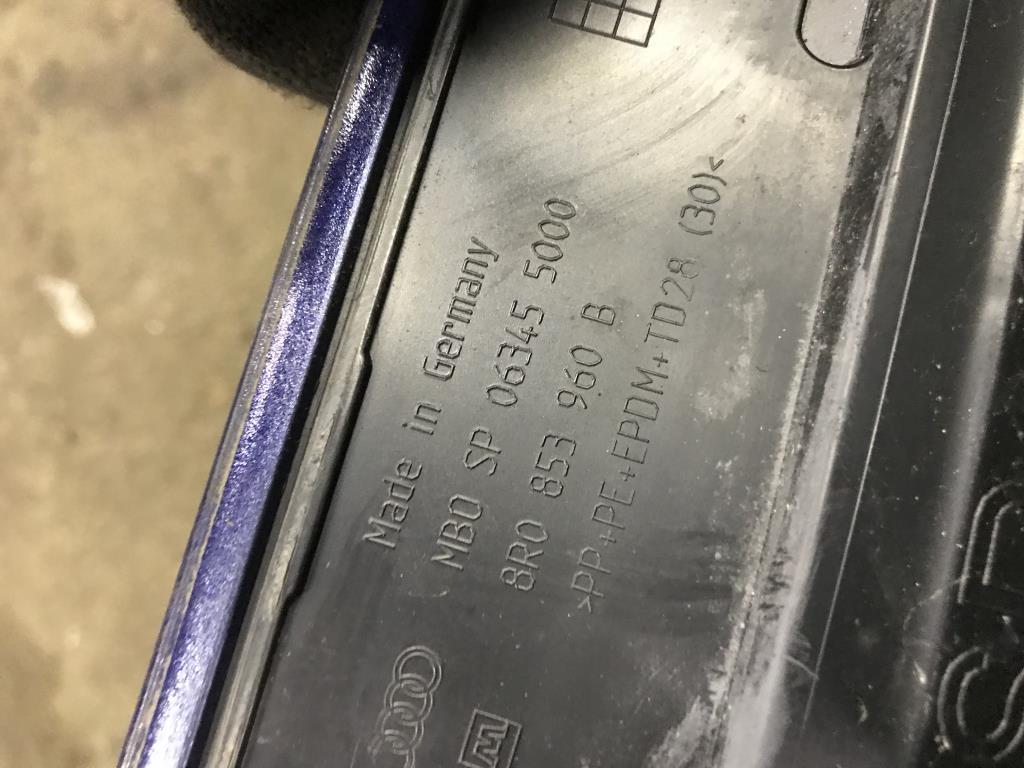 Made in Germany
MBO SP 06345 5000
8R0 853 960 B
>PP+PE+EPDM+TD28 (30)<
M